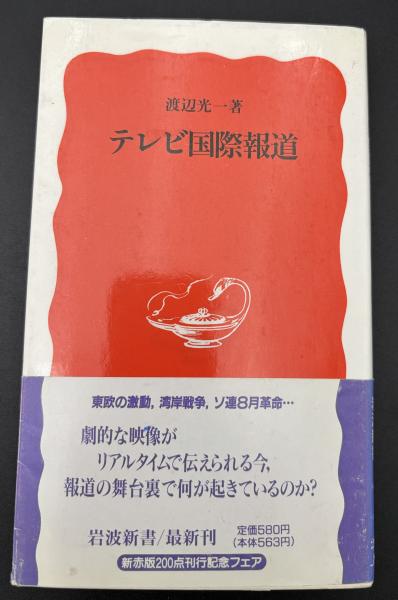 渡辺光一著
テレビ国際報道
東欧の激動,湾岸戦争,ソ連8月革命…
劇的な映像が
リアルタイムで伝えられる今,
報道の舞台裏で何が起きているのか?
岩波新書/最新刊
定価580円
(本体563円)
新赤版200点刊行記念フェア